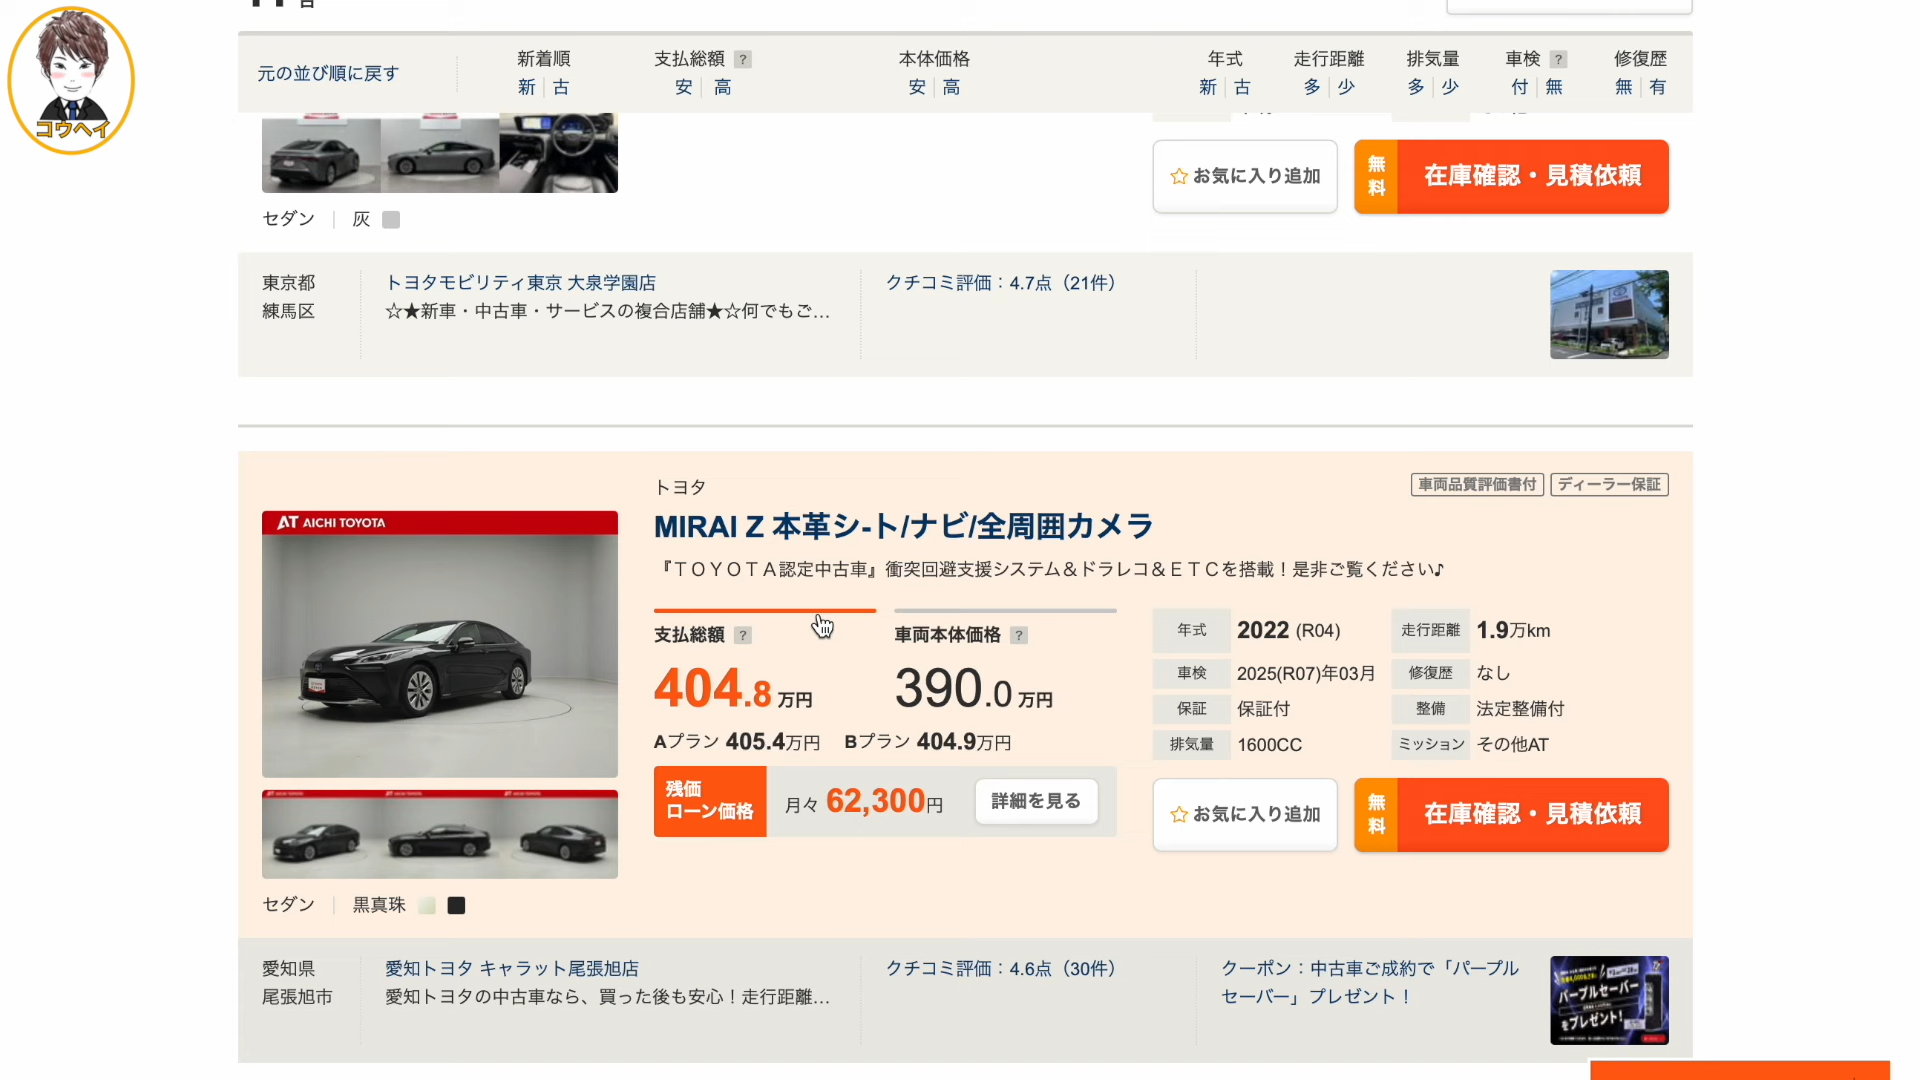 コウヘイ
元の並び順に戻す
新着順
新 古
支払総額 ?
安 高
本体価格
安 高
年式
新 古
走行距離
多 少
排気量
多 少
車検 ?
付 無
修復歴
無 有
お気に入り追加
無料
在庫確認・見積依頼
セダン
灰
東京都
練馬区
トヨタモビリティ東京 大泉学園店
☆★新車・中古車・サービスの複合店舗★☆何でもご…
クチコミ評価：4.7点（21件）
トヨタ
車両品質評価書付
ディーラー保証
AT AICHI TOYOTA
MIRAI Z 本革シ-ト/ナビ/全周囲カメラ
『ＴＯＹＯＴＡ認定中古車』衝突回避支援システム＆ドラレコ＆ＥＴＣを搭載！是非ご覧ください♪
支払総額 ?
404.8万円
車両本体価格 ?
390.0万円
Aプラン 405.4万円 Bプラン 404.9万円
残価
ローン価格
月々 62,300円
詳細を見る
年式 2022 (R04)
走行距離 1.9万km
車検 2025(R07)年03月
修復歴 なし
保証 保証付
整備 法定整備付
排気量 1600CC
ミッション その他AT
お気に入り追加
無料
在庫確認・見積依頼
セダン
黒真珠
愛知県
尾張旭市
愛知トヨタ キャラット尾張旭店
愛知トヨタの中古車なら、買った後も安心！走行距離…
クチコミ評価：4.6点（30件）
クーポン：中古車ご成約で「パープル
セーバー」プレゼント！
パープルセーバー
をプレゼント!